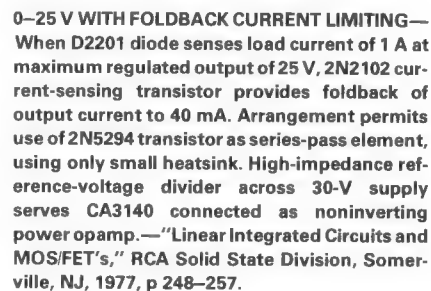 0–25 V WITH FOLDBACK CURRENT LIMITING—
When D2201 diode senses load current of 1 A at
maximum regulated output of 25 V, 2N2102 cur-
rent-sensing transistor provides foldback of
output current to 40 mA. Arrangement permits
use of 2N5294 transistor as series-pass element,
using only small heatsink. High-impedance ref-
erence-voltage divider across 30-V supply
serves CA3140 connected as noninverting
power opamp.—"Linear Integrated Circuits and
MOS/FET's," RCA Solid State Division, Somer-
ville, NJ, 1977, p 248–257.